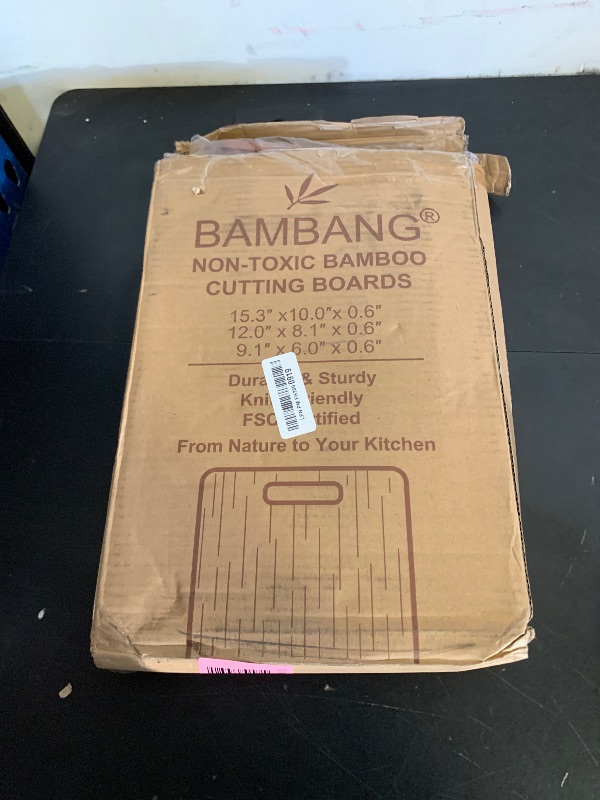 BAMBANG®
NON-TOXIC BAMBOO
CUTTING BOARDS
15.3" x10.0"x 0.6"
12.0" x 8.1" x 0.6"
9.1" x 6.0" x 0.6"
& Sturdy
FSC
From Nature to Your Kitchen
0919